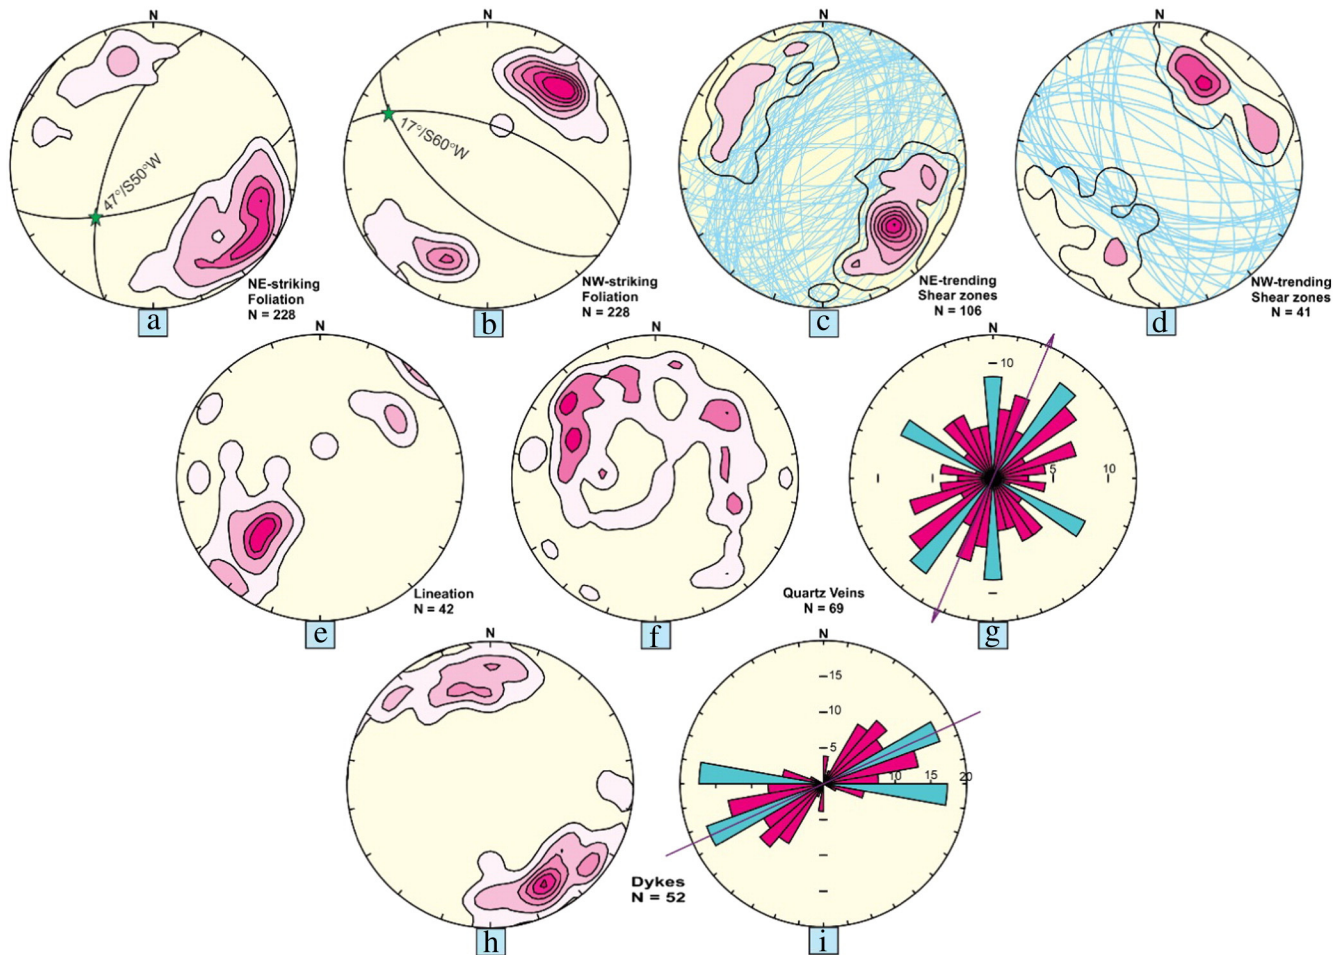 N
N
N
N
47°/S50°W
17°/S60°W
NE-striking
Foliation
N = 228
NW-striking
Foliation
N = 228
NE-trending
Shear zones
N = 106
NW-trending
Shear zones
N = 41
a
b
c
d
N
N
N
10
5
10
Lineation
N = 42
Quartz Veins
N = 69
e
f
g
N
N
15
10
5
10
15
20
Dykes
N = 52
h
i